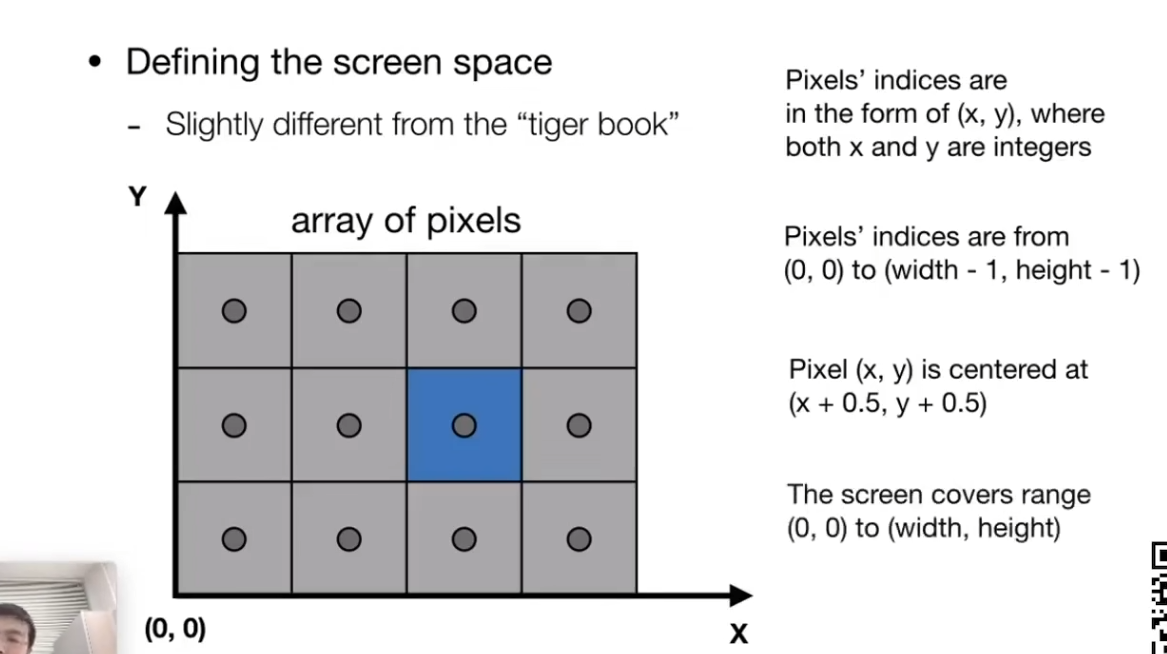 • Defining the screen space
- Slightly different from the “tiger book”
Pixels’ indices are
in the form of (x, y), where
both x and y are integers
Pixels’ indices are from
(0, 0) to (width - 1, height - 1)
Pixel (x, y) is centered at
(x + 0.5, y + 0.5)
The screen covers range
(0, 0) to (width, height)
Y
array of pixels
(0, 0)
X